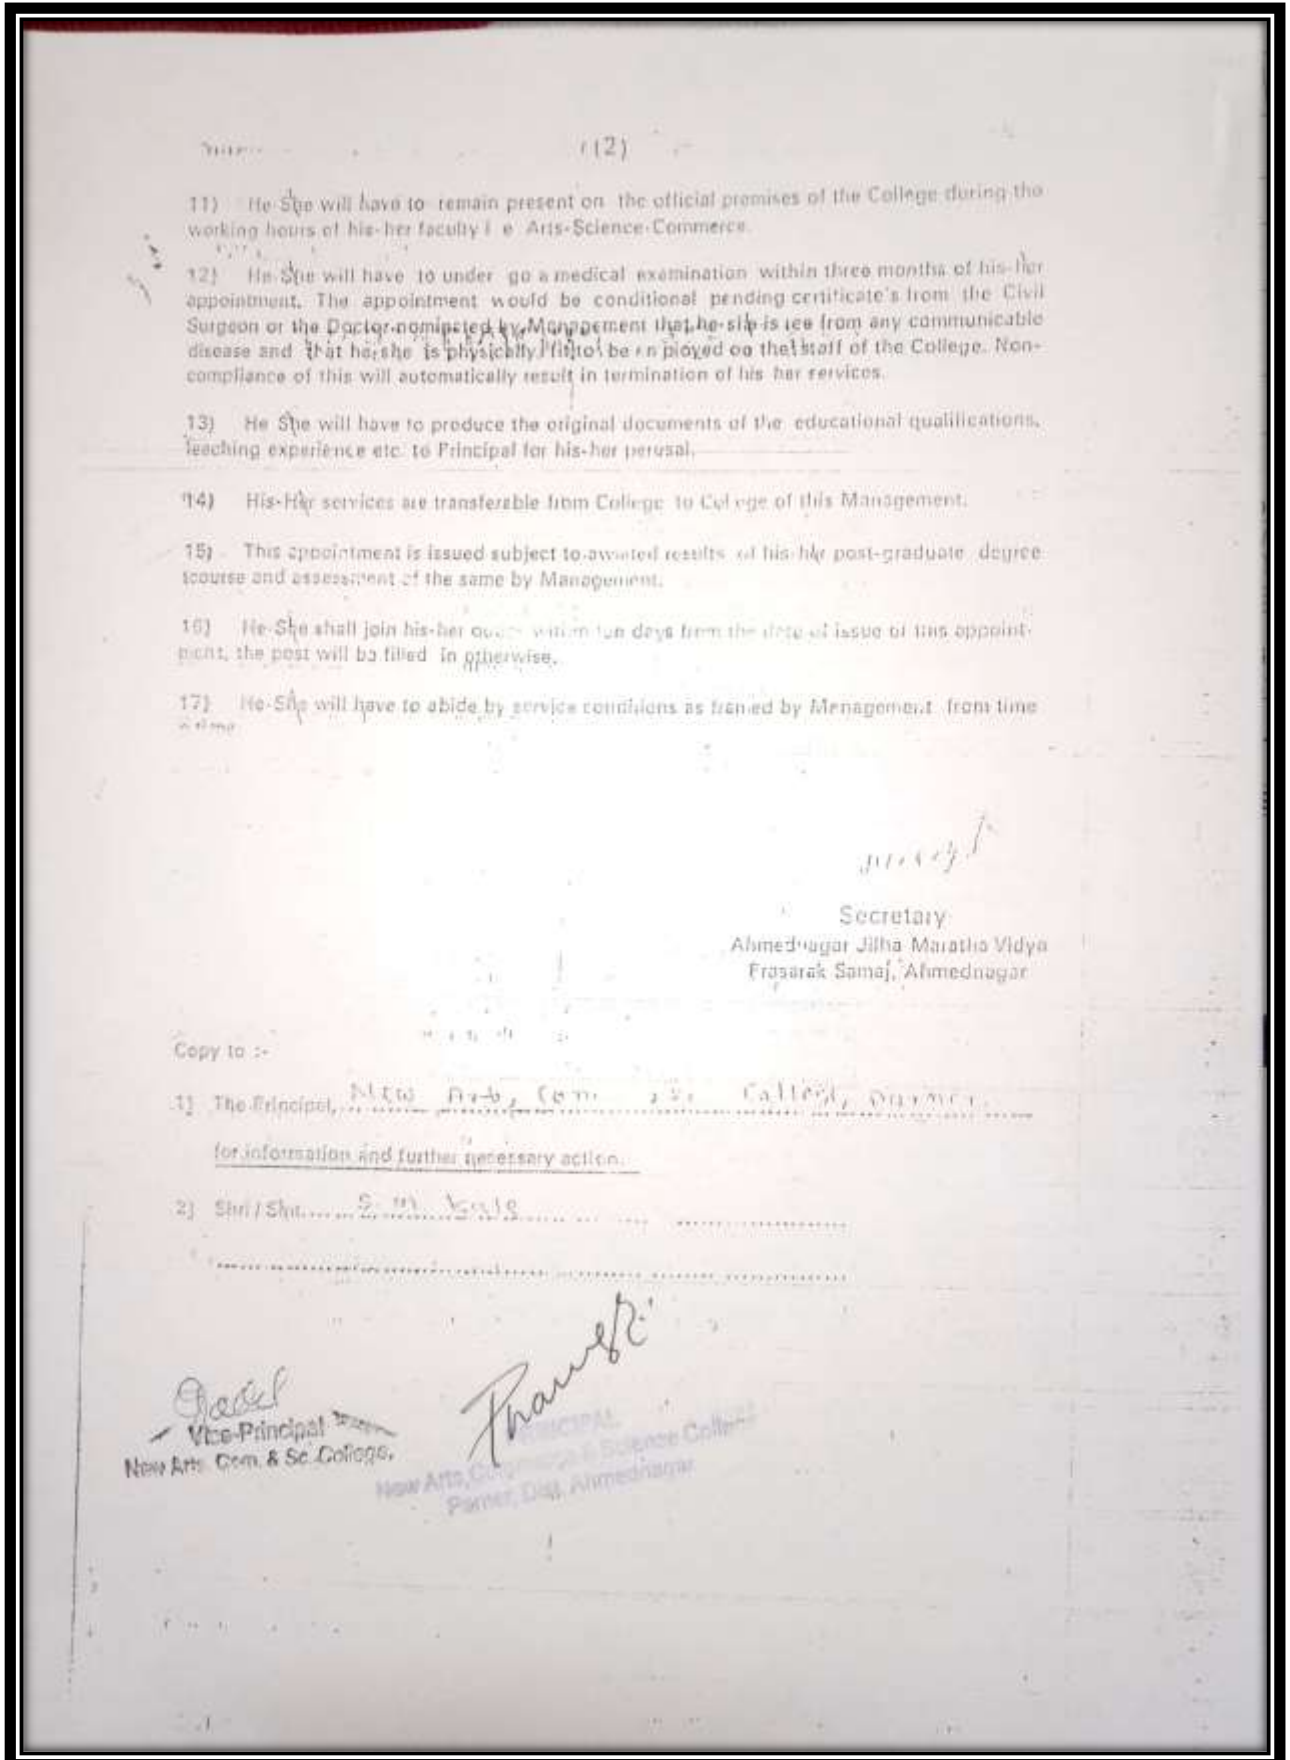 (2)
11) He-She will have to remain present on the official premises of the College during the
working hours of his-her faculty i e Arts-Science-Commerce.
12) He-She will have to under go a medical examination within three months of his-her
appointment. The appointment would be conditional pending certificate's from the Civil
Surgeon or the Doctor nominated by Management that he-she is free from any communicable
disease and that he she is physically fit to be employed on the staff of the College. Non-
compliance of this will automatically result in termination of his her services.
13) He She will have to produce the original documents of the educational qualifications,
teaching experience etc. to Principal for his-her perusal.
14) His-Her services are transferable from College to College of this Management.
15) This appointment is issued subject to awaited results of his-her post-graduate degree
course and assessment of the same by Management.
16) He-She shall join his-her within ten days from the date of issue of this appoint-
ment, the post will be filled in otherwise.
17) He-She will have to abide by service conditions as framed by Management from time
Secretary
Ahmednagar Jilha Maratha Vidya
Prasarak Samaj, Ahmednagar
Copy to :-
1) The Principal, New Arts, Com. Sc. College, Parner.
for information and further necessary action.
2) Shri / Smt. S. M. Kale
Vice-Principal
New Arts Com. & Sc. College,
PRINCIPAL
New Arts, Commerce & Science College
Parner, Dist. Ahmednagar